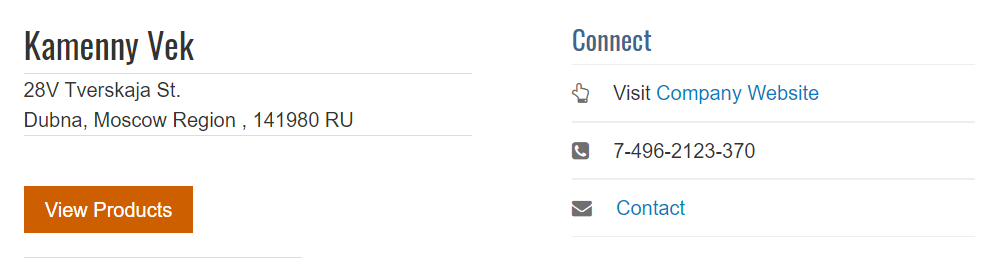 Kamenny Vek
28V Tverskaja St.
Dubna, Moscow Region , 141980 RU
View Products
Connect
Visit Company Website
7-496-2123-370
Contact